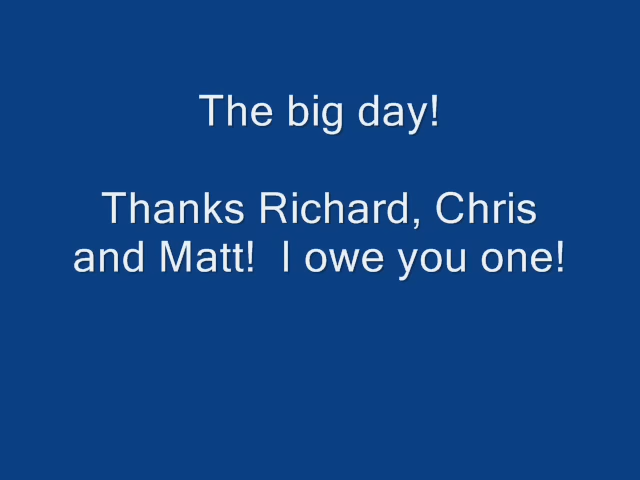 The big day!
Thanks Richard, Chris
and Matt!  I owe you one!